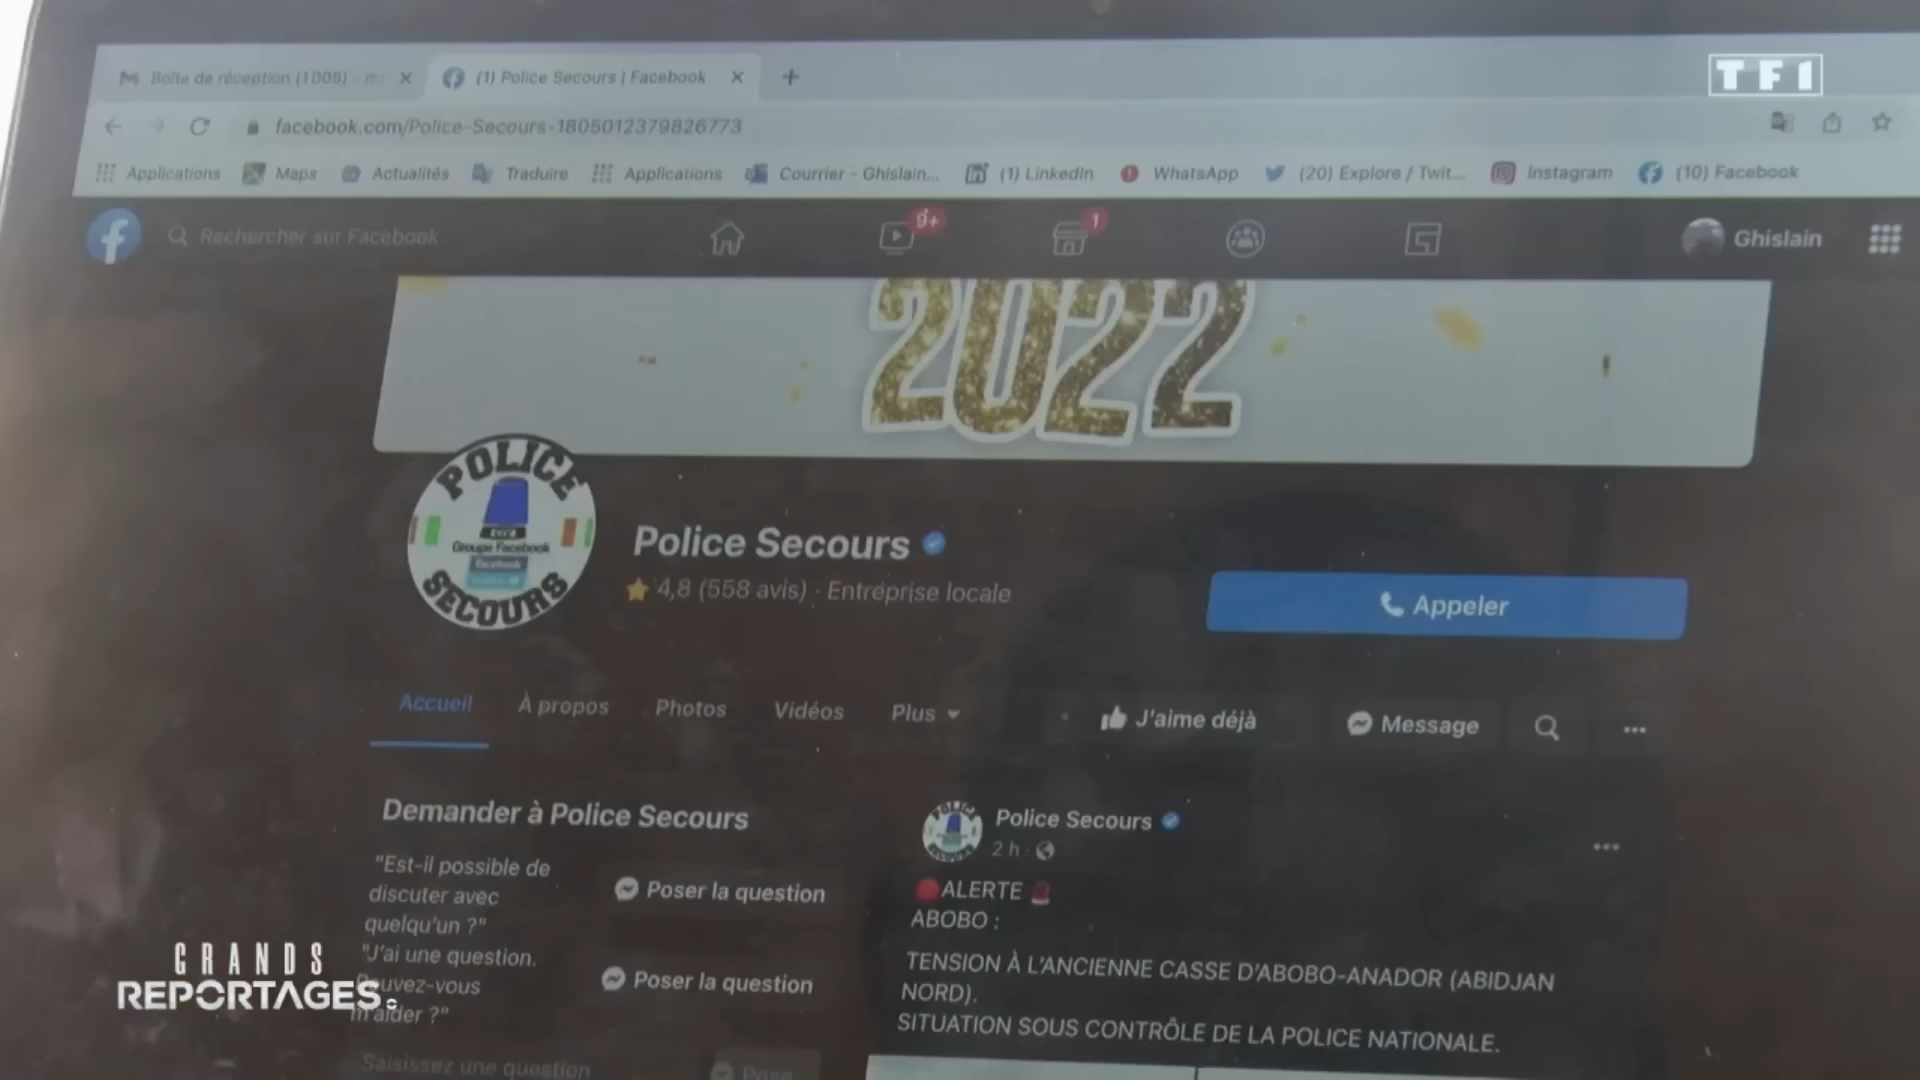 TF1
Boîte de réception (1008) - m
(1) Police Secours | Facebook
facebook.com/Police-Secours-1805012379826773
Applications
Maps
Actualités
Traduire
Applications
Courrier - Ghislain...
(1) LinkedIn
WhatsApp
(20) Explore / Twit...
Instagram
(10) Facebook
Rechercher sur Facebook
9+
1
Ghislain
2022
POLICE
Groupe Facebook
facebook
SECOURS
Police Secours
4,8 (558 avis) · Entreprise locale
Appeler
Accueil
À propos
Photos
Vidéos
Plus
J'aime déjà
Message
Demander à Police Secours
"Est-il possible de
discuter avec
quelqu'un ?"
Poser la question
"J'ai une question.
Pouvez-vous
m'aider ?"
Poser la question
Saisissez une question
Pose
Police Secours
2 h ·
ALERTE
ABOBO :
TENSION À L'ANCIENNE CASSE D'ABOBO-ANADOR (ABIDJAN
NORD).
SITUATION SOUS CONTRÔLE DE LA POLICE NATIONALE.
GRANDS
REPORTAGES